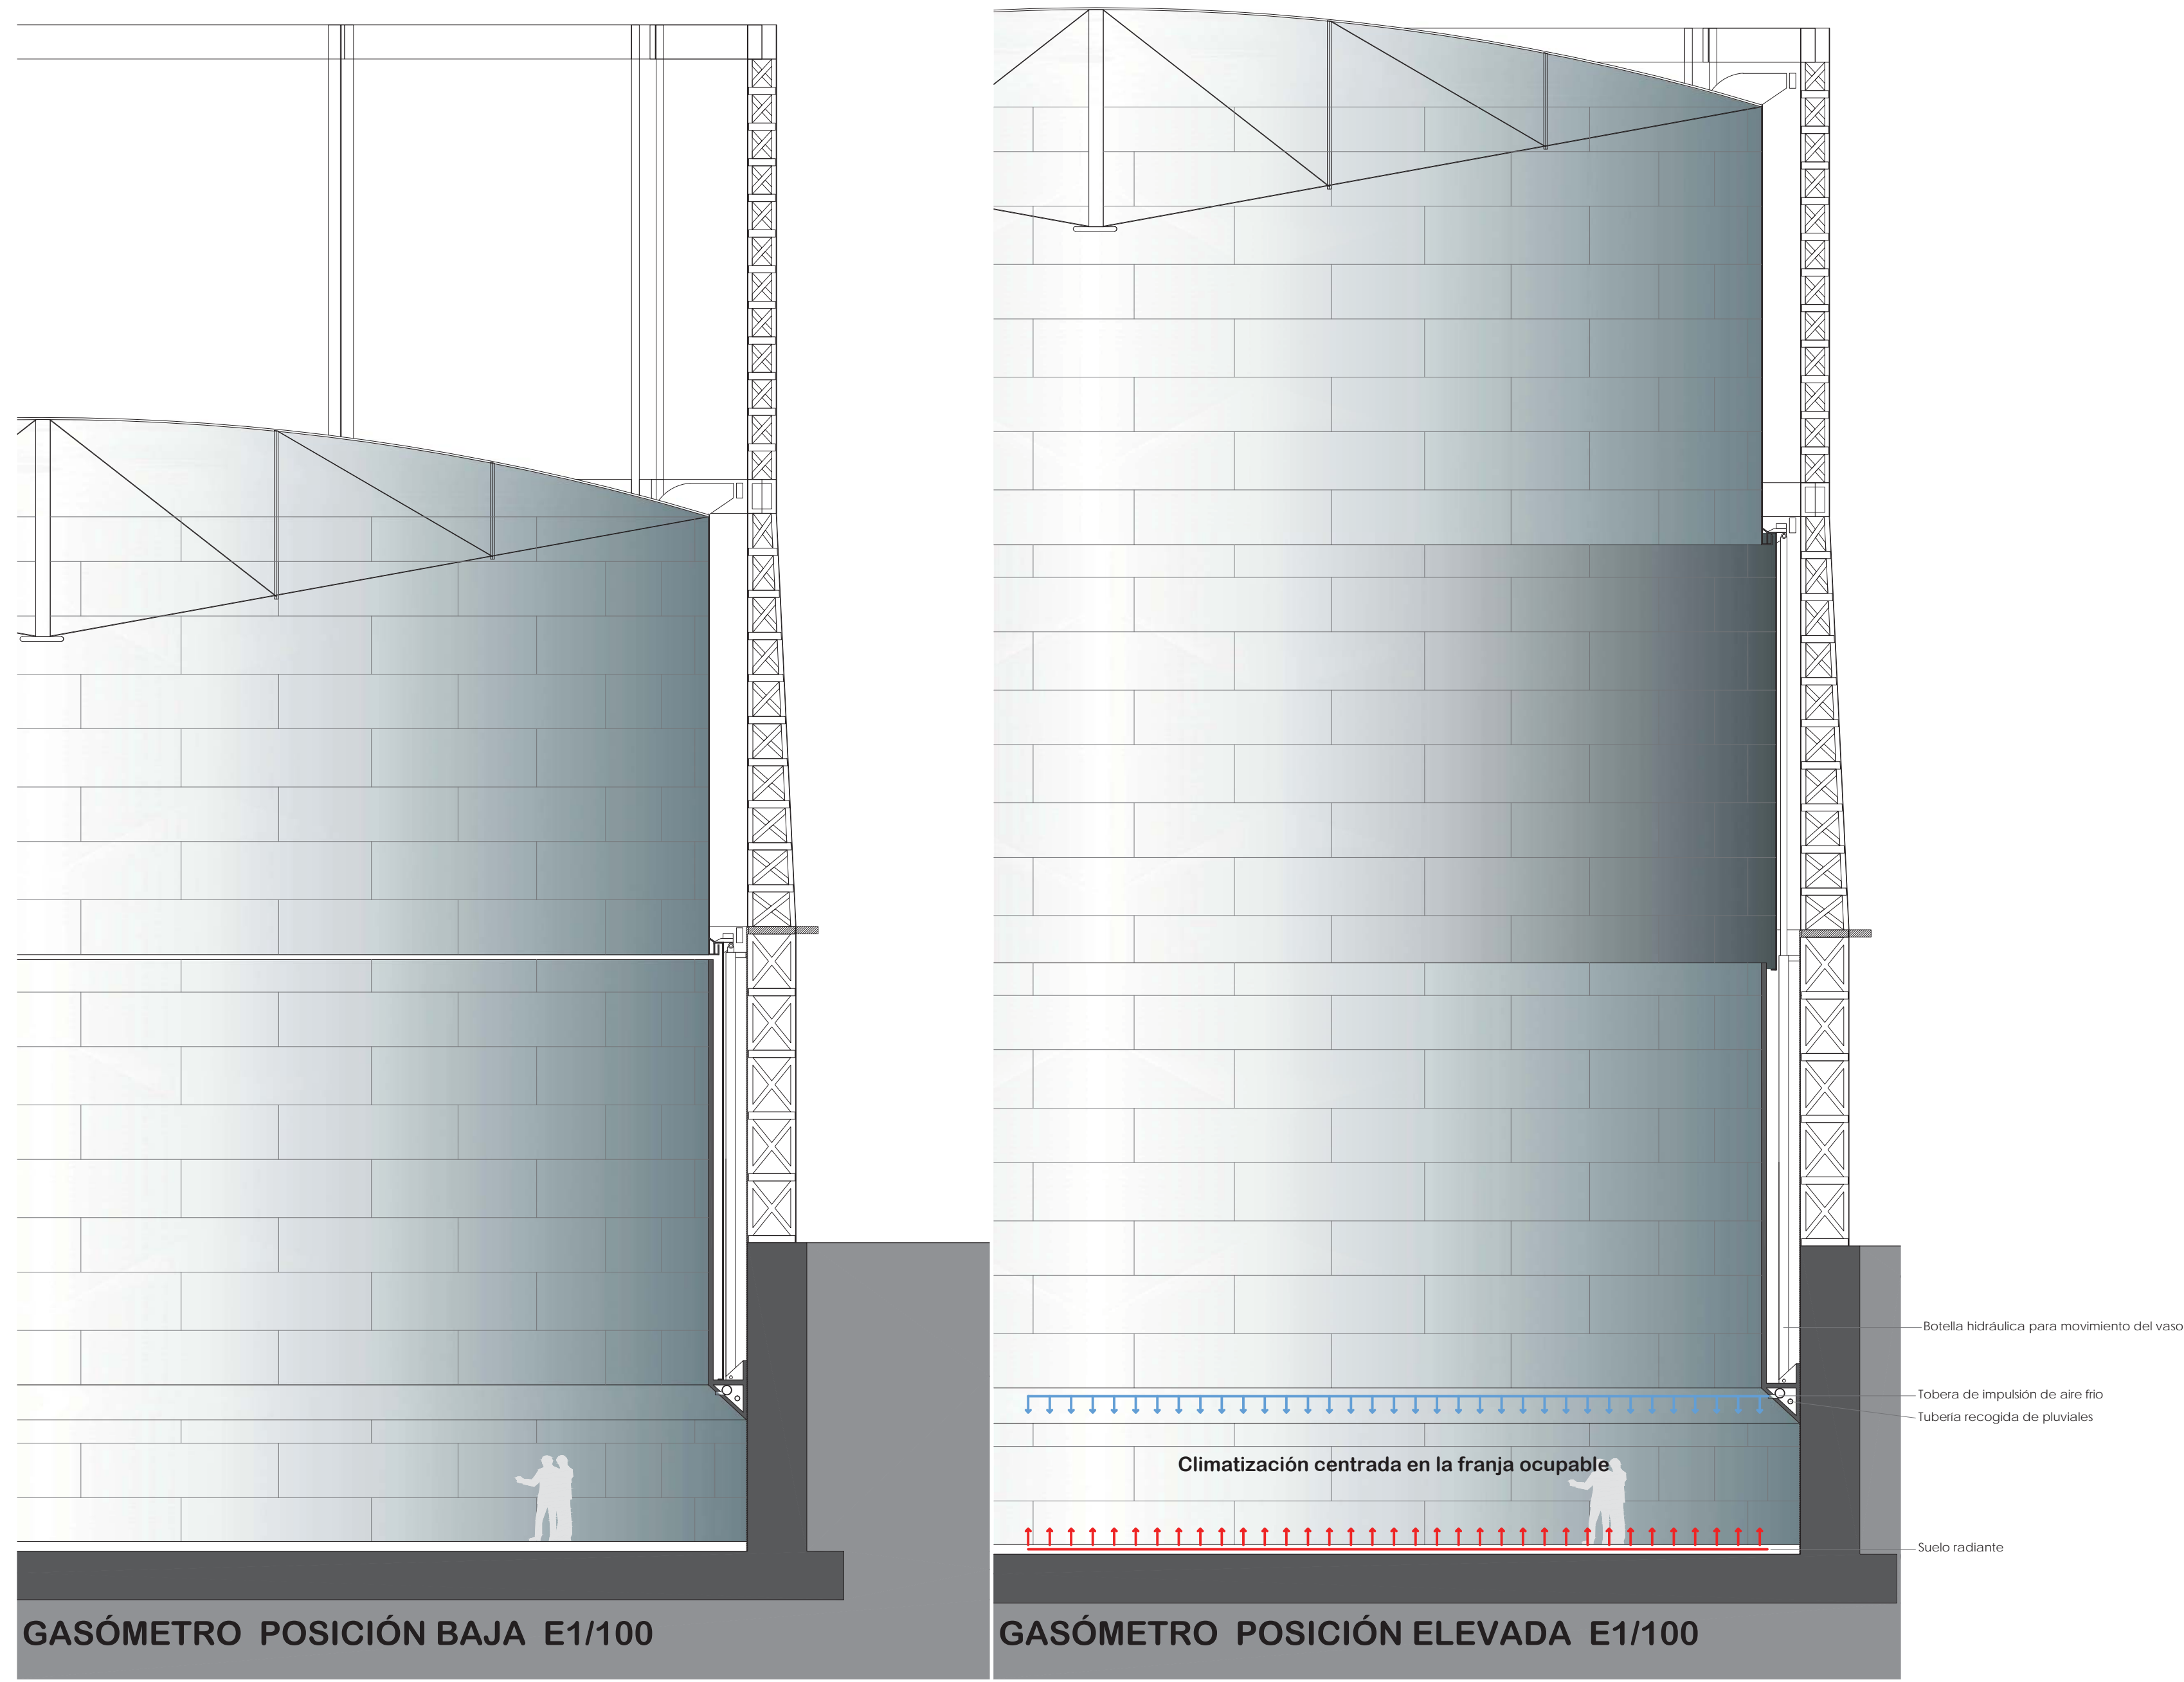 Botella hidráulica para movimiento del vaso
Tobera de impulsión de aire frio
Tubería recogida de pluviales
Climatización centrada en la franja ocupable
Suelo radiante
GASÓMETRO POSICIÓN BAJA E1/100
GASÓMETRO POSICIÓN ELEVADA E1/100